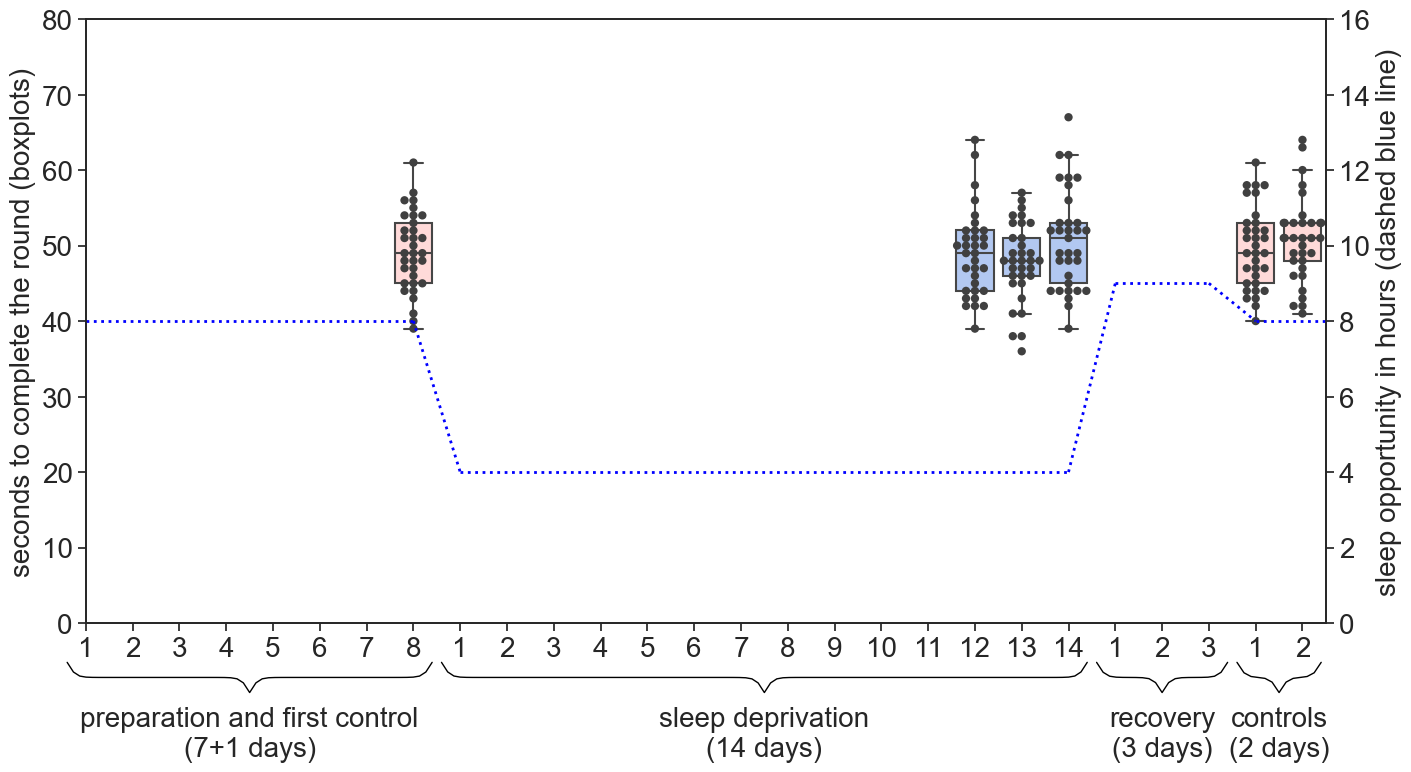 seconds to complete the round (boxplots)
80
70
60
50
40
30
20
10
0
16
14
12
10
8
6
4
2
0
sleep opportunity in hours (dashed blue line)
1 2 3 4 5 6 7 8 1 2 3 4 5 6 7 8 9 10 11 12 13 14 1 2 3 1 2
preparation and first control
(7+1 days)
sleep deprivation
(14 days)
recovery
(3 days)
controls
(2 days)